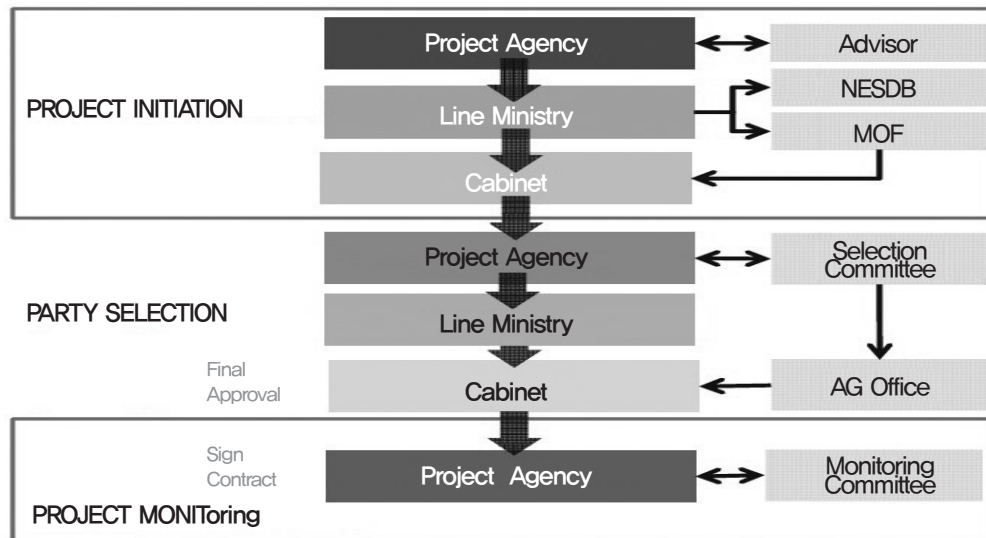 Project Agency
Advisor
NESDB
PROJECT INITIATION
Line Ministry
MOF
Cabinet
Project Agency
Selection
Committee
PARTY SELECTION
Line Ministry
Final
Approval
Cabinet
AG Office
Sign
Contract
Project Agency
Monitoring
Committee
PROJECT MONIToring